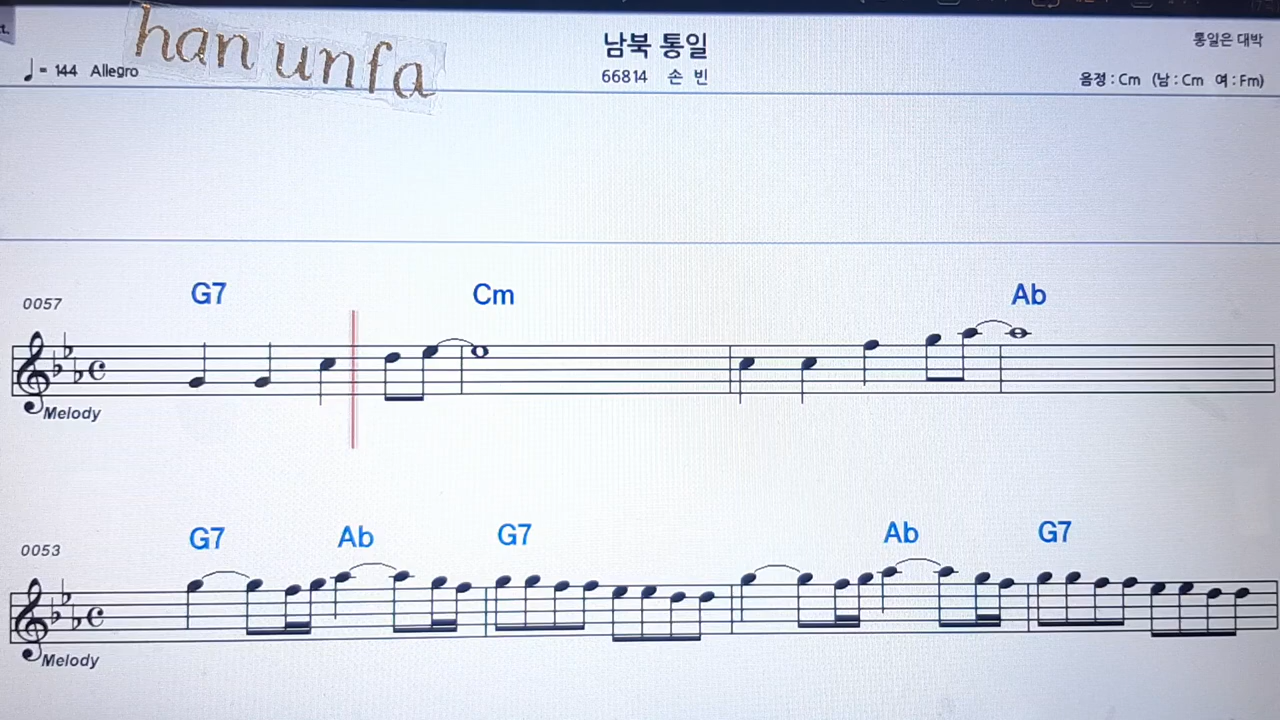 han unfa
남북 통일
통일은 대박
♩ = 144 Allegro
66814 손 빈
음정 : Cm (남 : Cm 여 : Fm)
G7 Cm Ab
0057
Melody
G7 Ab G7 Ab G7
0053
Melody